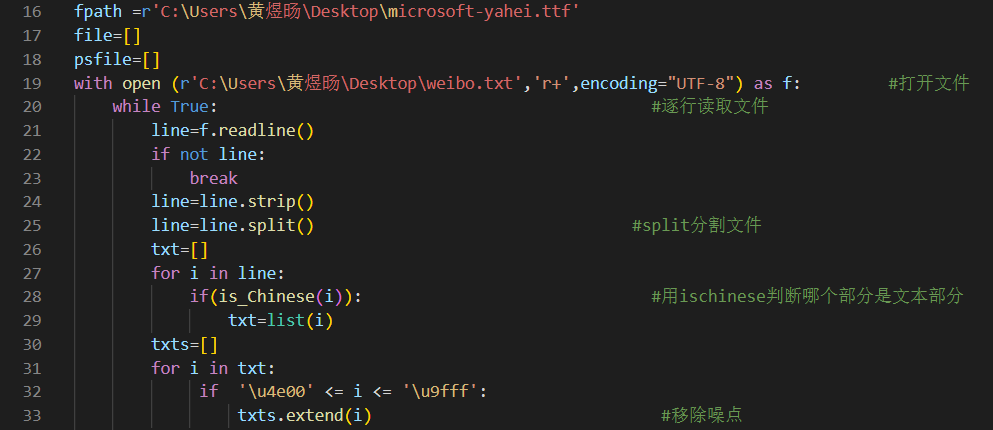 16 fpath =r'C:\Users\黄煜旸\Desktop\microsoft-yahei.ttf'
17 file=[]
18 psfile=[]
19 with open (r'C:\Users\黄煜旸\Desktop\weibo.txt','r+',encoding="UTF-8") as f: #打开文件
20 while True: #逐行读取文件
21 line=f.readline()
22 if not line:
23 break
24 line=line.strip()
25 line=line.split() #split分割文件
26 txt=[]
27 for i in line:
28 if(is_Chinese(i)): #用ischinese判断哪个部分是文本部分
29 txt=list(i)
30 txts=[]
31 for i in txt:
32 if '\u4e00' <= i <= '\u9fff':
33 txts.extend(i) #移除噪点